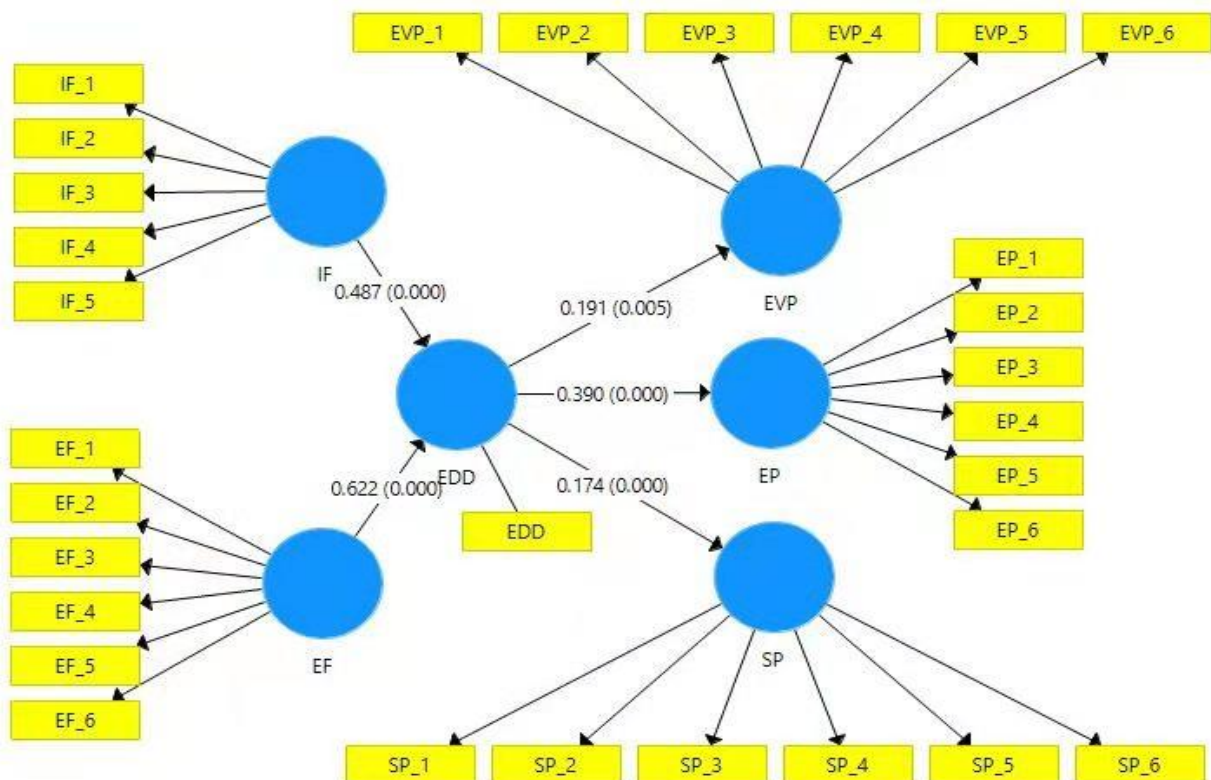 EVP_1
EVP_2
EVP_3
EVP_4
EVP_5
EVP_6
IF_1
IF_2
IF_3
IF_4
IF_5
IF
0.487 (0.000)
EVP
0.191 (0.005)
EP_1
EP_2
EP_3
EP_4
EP_5
EP_6
0.390 (0.000)
EP
EDD
0.622 (0.000)
0.174 (0.000)
EDD
EF_1
EF_2
EF_3
EF_4
EF_5
EF_6
EF
SP
SP_1
SP_2
SP_3
SP_4
SP_5
SP_6